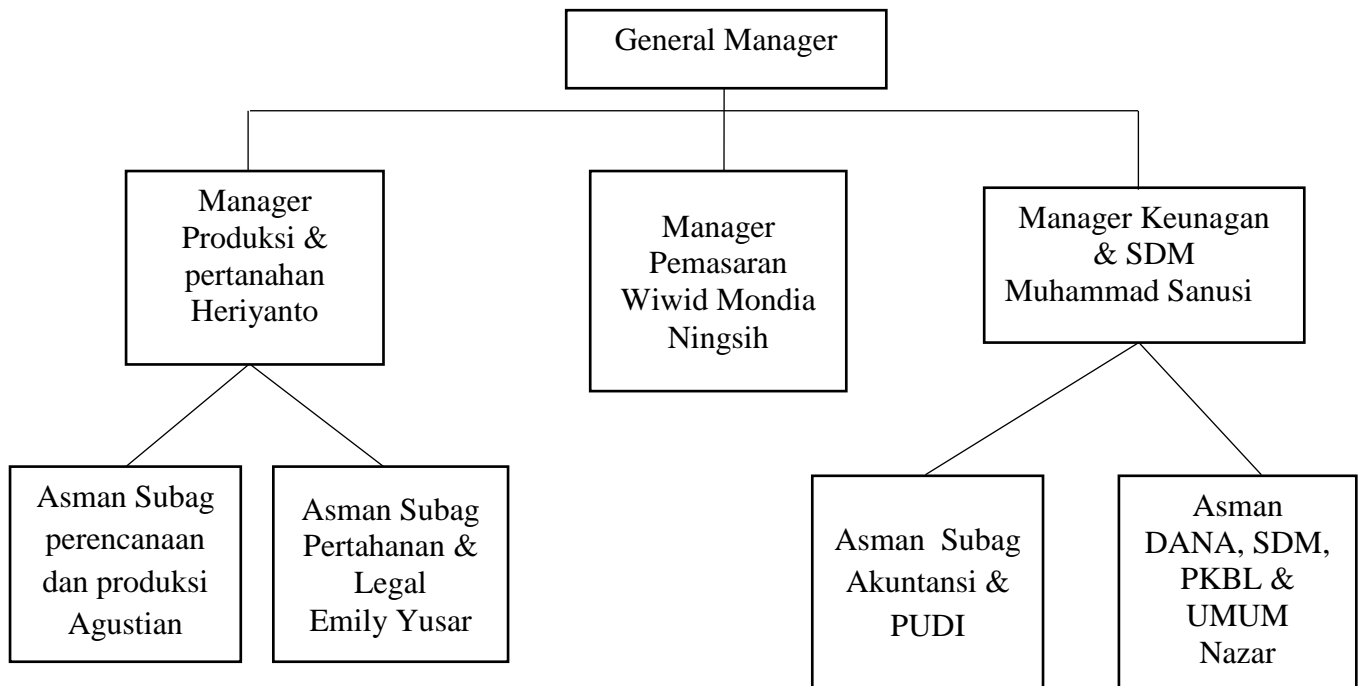 General Manager
Manager
Produksi &
pertanahan
Heriyanto
Manager
Pemasaran
Wiwid Mondia
Ningsih
Manager Keunagan
& SDM
Muhammad Sanusi
Asman Subag
perencanaan
dan produksi
Agustian
Asman Subag
Pertahanan &
Legal
Emily Yusar
Asman Subag
Akuntansi &
PUDI
Asman
DANA, SDM,
PKBL &
UMUM
Nazar